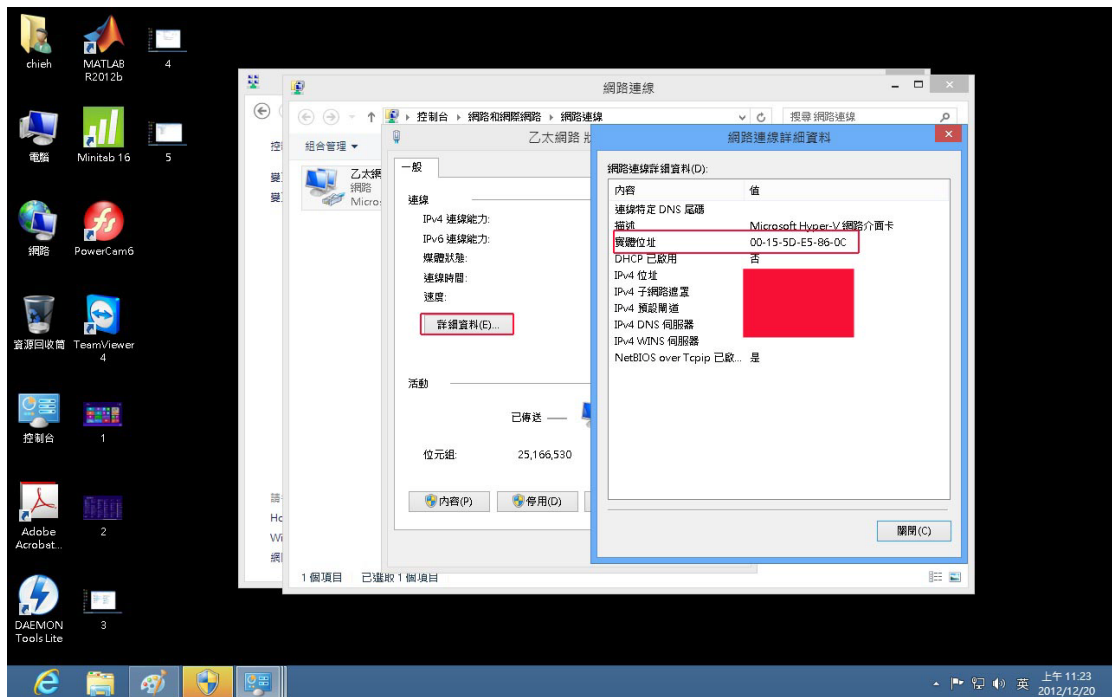 chieh
MATLAB
R2012b
4
電腦
Minitab 16
5
網路
PowerCam6
資源回收筒
TeamViewer
4
控制台
1
Adobe
Acrobat...
2
DAEMON
Tools Lite
3
網路連線
控制台 ▸ 網路和網際網路 ▸ 網路連線
搜尋 網路連線
組合管理
控
變
變
乙太網
網路
Micro
乙太網路
一般
連線
IPv4 連線能力:
IPv6 連線能力:
媒體狀態:
連線時間:
速度:
詳細資料(E)...
活動
已傳送
位元組: 25,166,530
內容(P)
停用(D)
網路連線詳細資料
網路連線詳細資料(D):
內容 值
連線特定 DNS 尾碼
描述 Microsoft Hyper-V 網路介面卡
實體位址 00-15-5D-E5-86-0C
DHCP 已啟用 否
IPv4 位址
IPv4 子網路遮罩
IPv4 預設閘道
IPv4 DNS 伺服器
IPv4 WINS 伺服器
NetBIOS over Tcpip 已啟... 是
關閉(C)
請
Ho
Wi
網
1 個項目 已選取 1 個項目
英
上午 11:23
2012/12/20